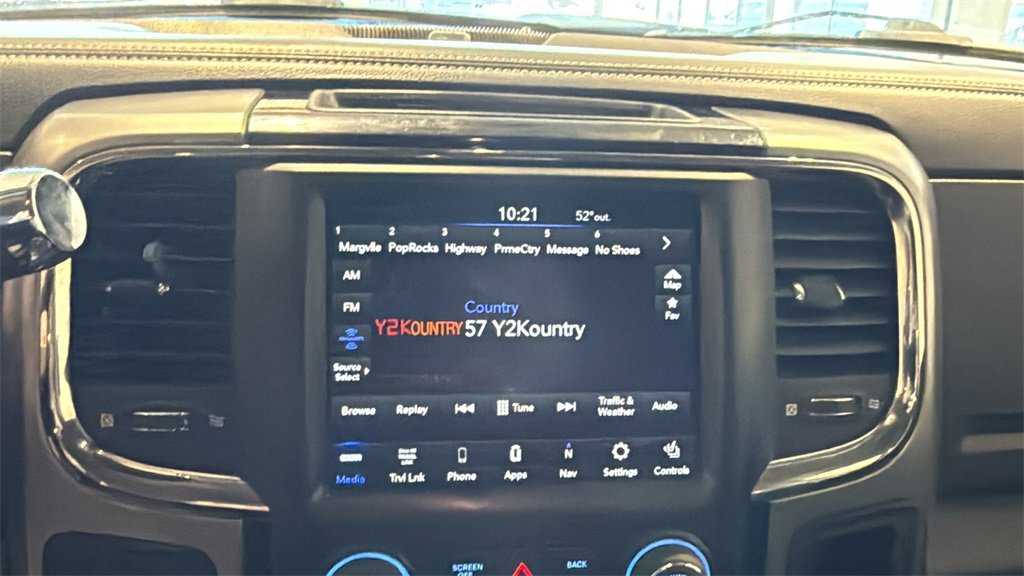 10:21 52° out.
1 2 3 4 5 6
Margvlle PopRocks Highway PrmeCtry Message No Shoes
AM
Map
FM
Fav
Country
Y2KOUNTRY 57 Y2Kountry
Source
Select
Browse Replay Tune Traffic &
Weather Audio
N
Media Trvl Lnk Phone Apps Nav Settings Controls
SCREEN
OFF
BACK